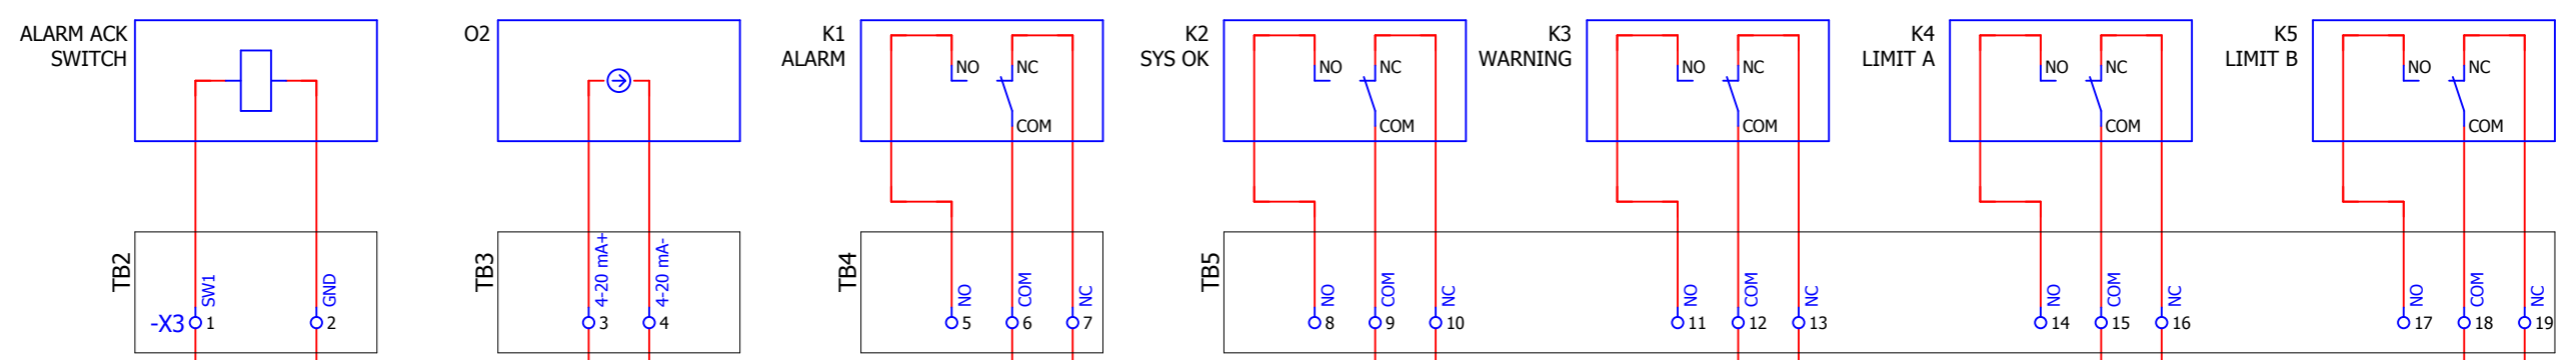 ALARM ACK
SWITCH
O2
K1
ALARM
NO
NC
COM
K2
SYS OK
NO
NC
COM
K3
WARNING
NO
NC
COM
K4
LIMIT A
NO
NC
COM
K5
LIMIT B
NO
NC
COM
TB2
SW1
GND
-X3
1
2
TB3
4-20 mA+
4-20 mA-
3
4
TB4
NO
COM
NC
5
6
7
TB5
NO
COM
NC
8
9
10
NO
COM
NC
11
12
13
NO
COM
NC
14
15
16
NO
COM
NC
17
18
19